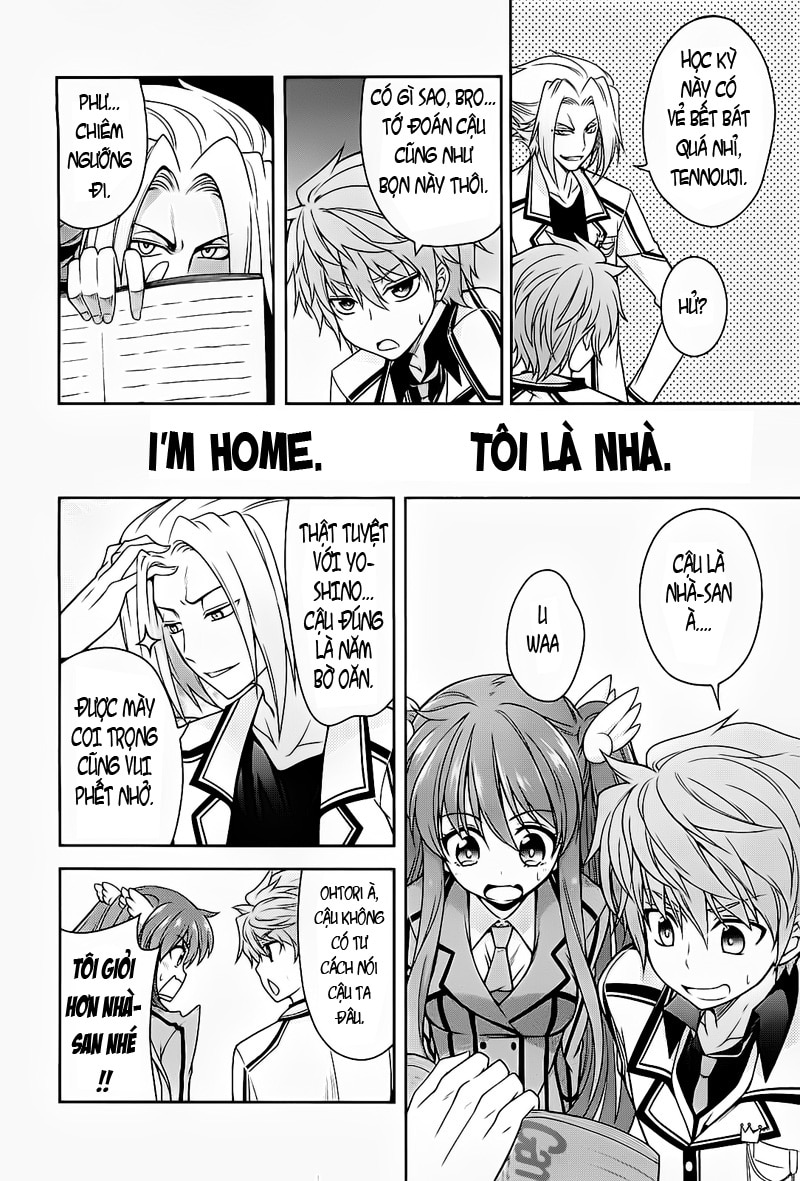 HỌC KỲ
NÀY CÓ
VẺ BẾT BÁT
QUÁ NHỈ,
TENNOUJI.
HỬ?
CÓ GÌ SAO, BRO...
TỚ ĐOÁN CẬU
CŨNG NHƯ
BỌN NÀY THÔI.
PHƯ...
CHIÊM
NGƯỠNG
ĐI.
I'M HOME.
TÔI LÀ NHÀ.
CẬU LÀ
NHÀ-SAN
À....
U
WAA
THẬT TUYỆT
VỚI YO-
SHINO...
CẬU ĐÚNG
LÀ NĂM
BỜ OĂN.
ĐƯỢC MÀY
COI TRỌNG
CŨNG VUI
PHẾT NHỞ.
OHTORI À,
CẬU KHÔNG
CÓ TƯ
CÁCH NÓI
CẬU TA
ĐÂU.
TÔI GIỎI
HƠN NHÀ-
SAN NHÉ
!!
Can